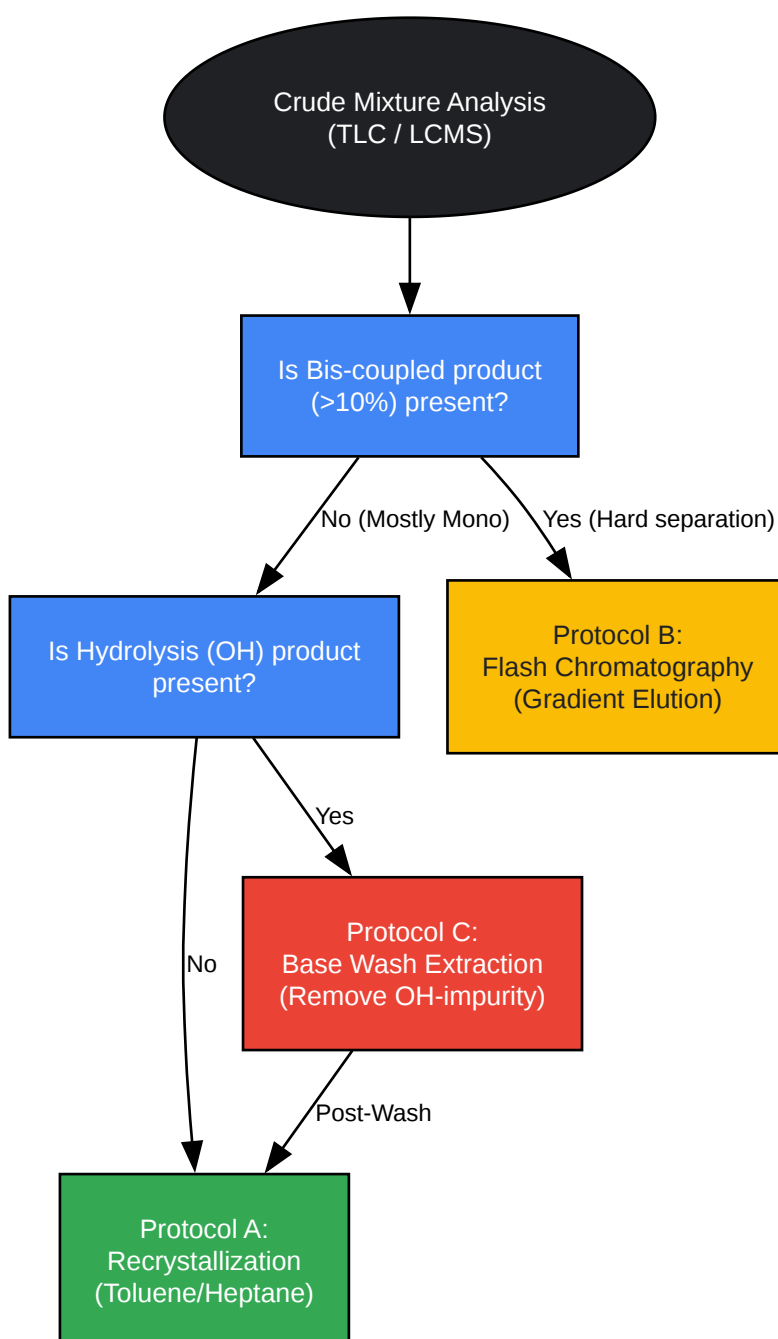 Crude Mixture Analysis
(TLC / LCMS)
Is Bis-coupled product
(>10%) present?
No (Mostly Mono)
Yes (Hard separation)
Is Hydrolysis (OH) product
present?
Protocol B:
Flash Chromatography
(Gradient Elution)
Yes
Protocol C:
Base Wash Extraction
(Remove OH-impurity)
No
Post-Wash
Protocol A:
Recrystallization
(Toluene/Heptane)